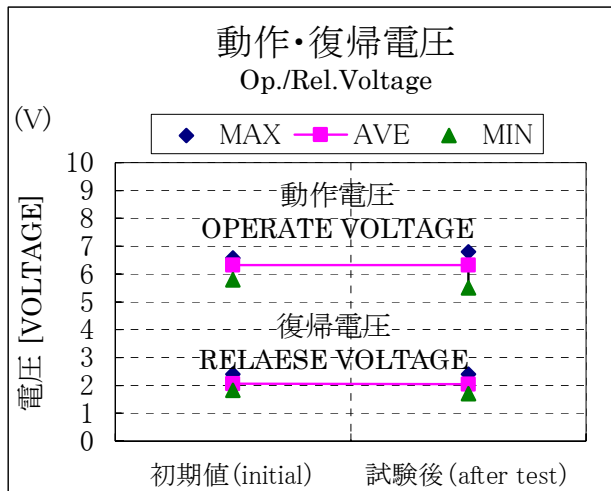 動作・復帰電圧
Op./Rel.Voltage
(V)
MAX AVE MIN
電圧 [VOLTAGE]
10
9
8
7
6
5
4
3
2
1
0
動作電圧
OPERATE VOLTAGE
復帰電圧
RELAESE VOLTAGE
初期値(initial) 試験後(after test)